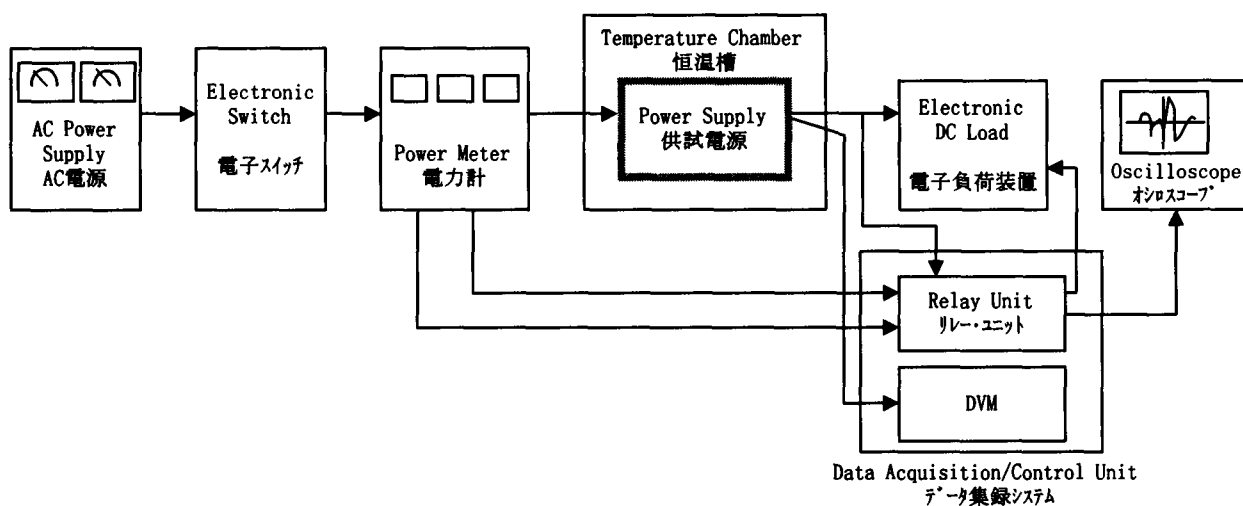 AC Power
Supply
AC電源
Electronic
Switch
電子スイッチ
Power Meter
電力計
Temperature Chamber
恒温槽
Power Supply
供試電源
Electronic
DC Load
電子負荷装置
Oscilloscope
オシロスコープ
Relay Unit
リレー・ユニット
DVM
Data Acquisition/Control Unit
データ集録システム